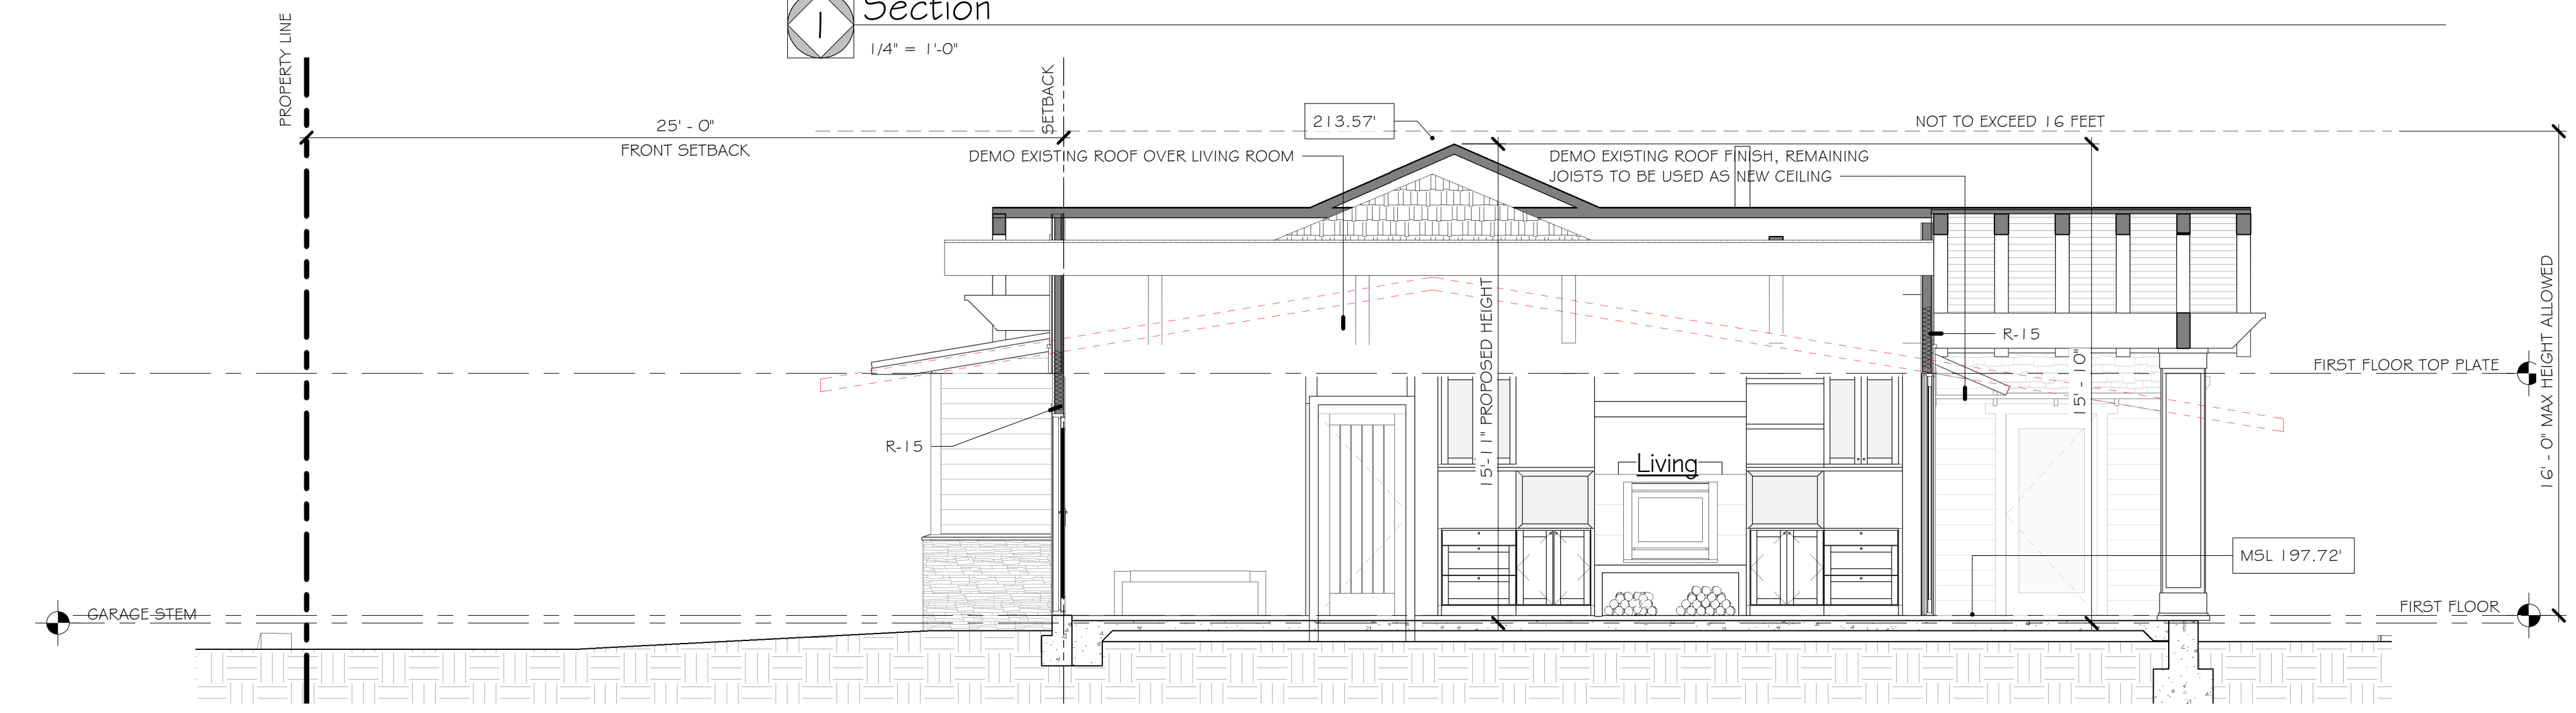 1
Section
1/4" = 1'-0"
PROPERTY LINE
SETBACK
25' - 0"
FRONT SETBACK
213.57'
NOT TO EXCEED 16 FEET
DEMO EXISTING ROOF OVER LIVING ROOM
DEMO EXISTING ROOF FINISH, REMAINING
JOISTS TO BE USED AS NEW CEILING
15'-11" PROPOSED HEIGHT
15' - 10"
16' - 0" MAX HEIGHT ALLOWED
R-15
FIRST FLOOR TOP PLATE
R-15
Living
MSL 197.72'
GARAGE STEM
FIRST FLOOR